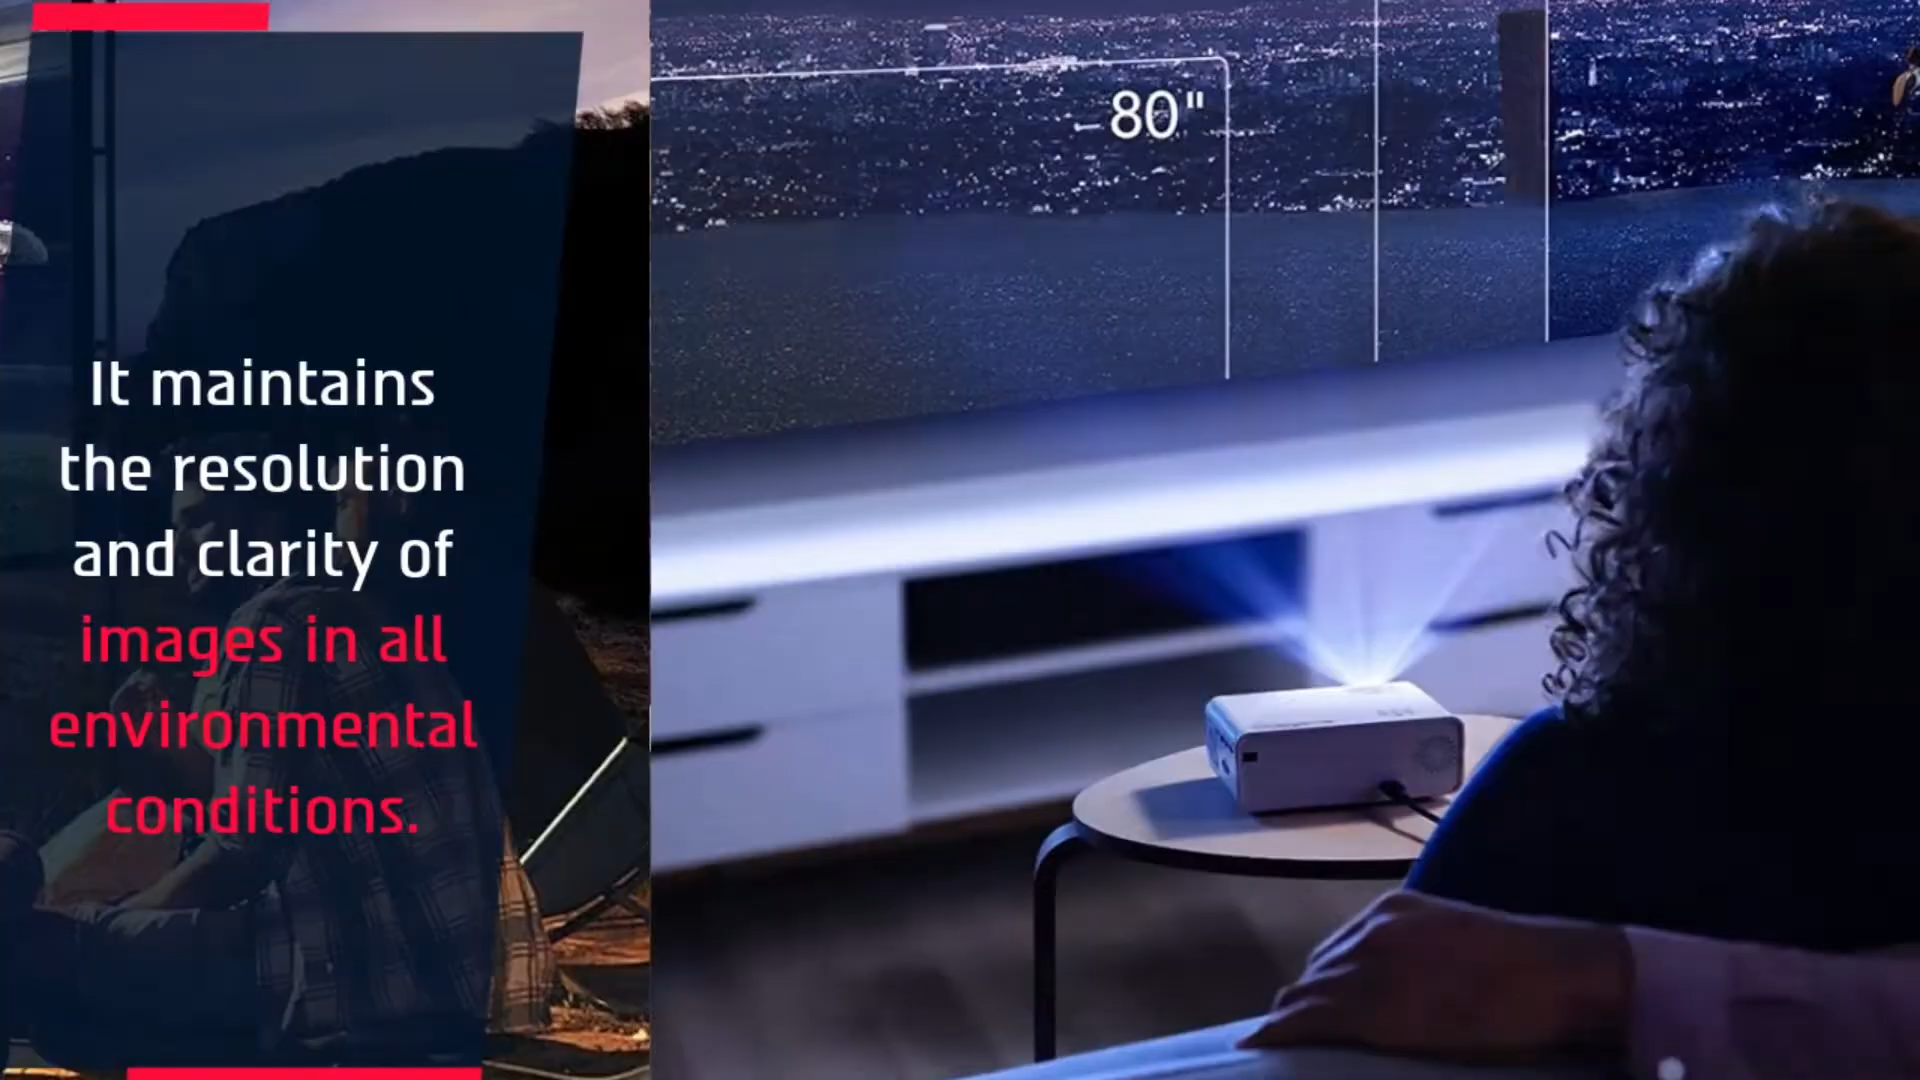 It maintains
the resolution
and clarity of
images in all
environmental
conditions.
80"